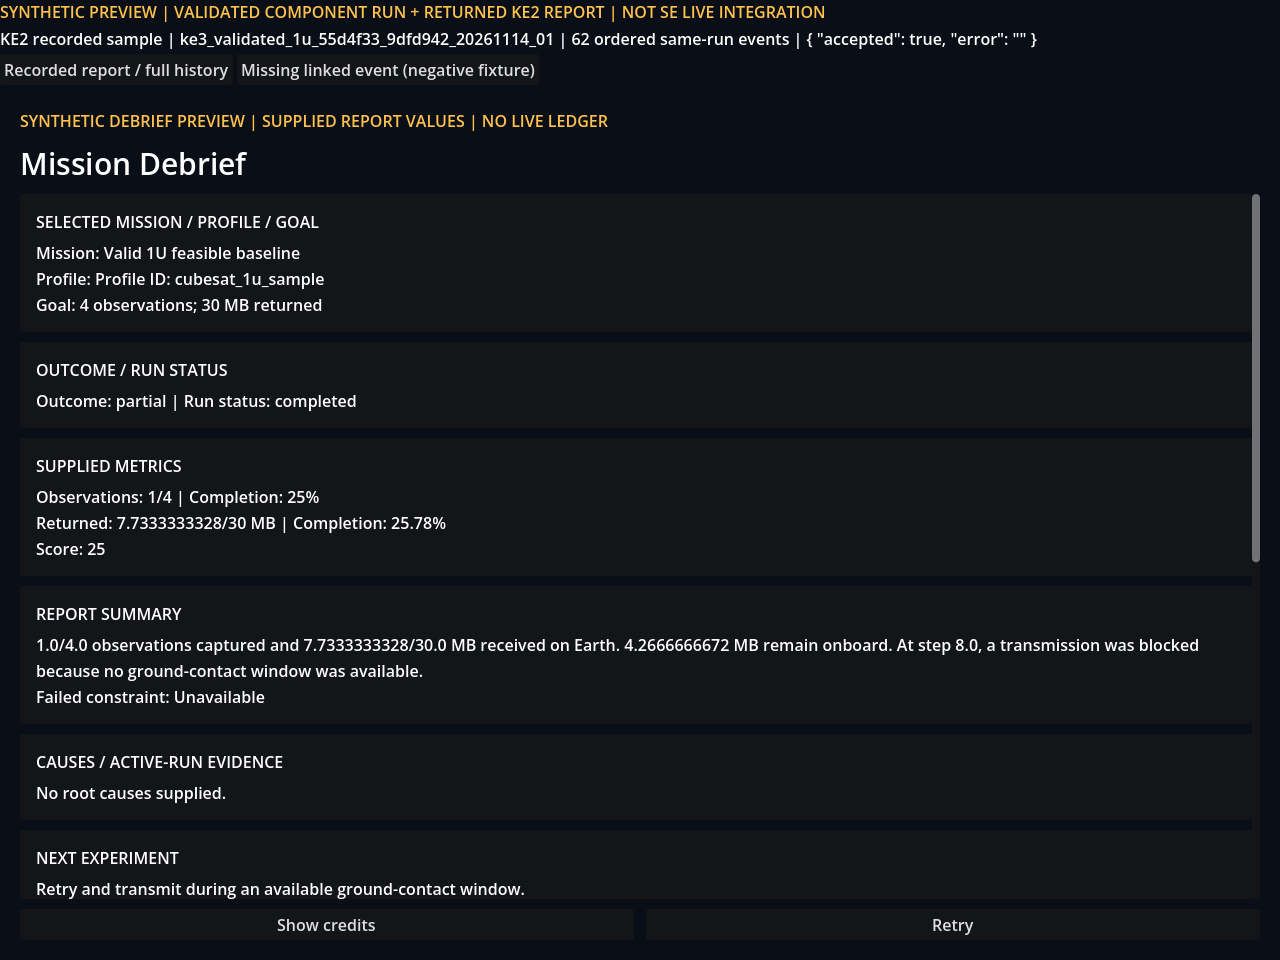 SYNTHETIC PREVIEW | VALIDATED COMPONENT RUN + RETURNED KE2 REPORT | NOT SE LIVE INTEGRATION
KE2 recorded sample | ke3_validated_1u_55d4f33_9dfd942_20261114_01 | 62 ordered same-run events | { "accepted": true, "error": "" }
Recorded report / full history Missing linked event (negative fixture)
SYNTHETIC DEBRIEF PREVIEW | SUPPLIED REPORT VALUES | NO LIVE LEDGER
Mission Debrief
SELECTED MISSION / PROFILE / GOAL
Mission: Valid 1U feasible baseline
Profile: Profile ID: cubesat_1u_sample
Goal: 4 observations; 30 MB returned
OUTCOME / RUN STATUS
Outcome: partial | Run status: completed
SUPPLIED METRICS
Observations: 1/4 | Completion: 25%
Returned: 7.7333333328/30 MB | Completion: 25.78%
Score: 25
REPORT SUMMARY
1.0/4.0 observations captured and 7.7333333328/30.0 MB received on Earth. 4.2666666672 MB remain onboard. At step 8.0, a transmission was blocked
because no ground-contact window was available.
Failed constraint: Unavailable
CAUSES / ACTIVE-RUN EVIDENCE
No root causes supplied.
NEXT EXPERIMENT
Retry and transmit during an available ground-contact window.
Show credits Retry